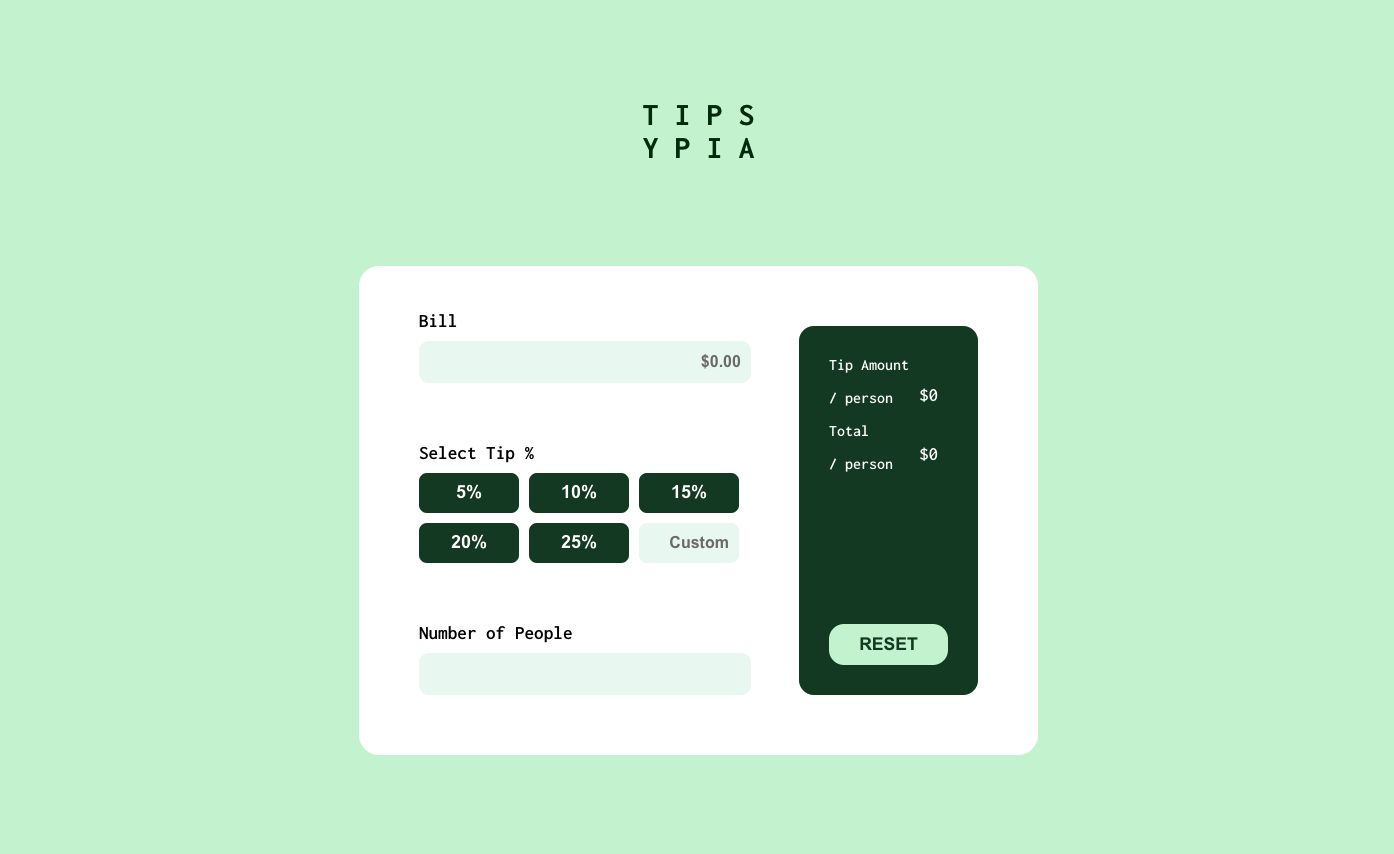 T I P S
Y P I A
Bill
$0.00
Select Tip %
5% 10% 15%
20% 25% Custom
Number of People
Tip Amount
/ person $0
Total
/ person $0
RESET